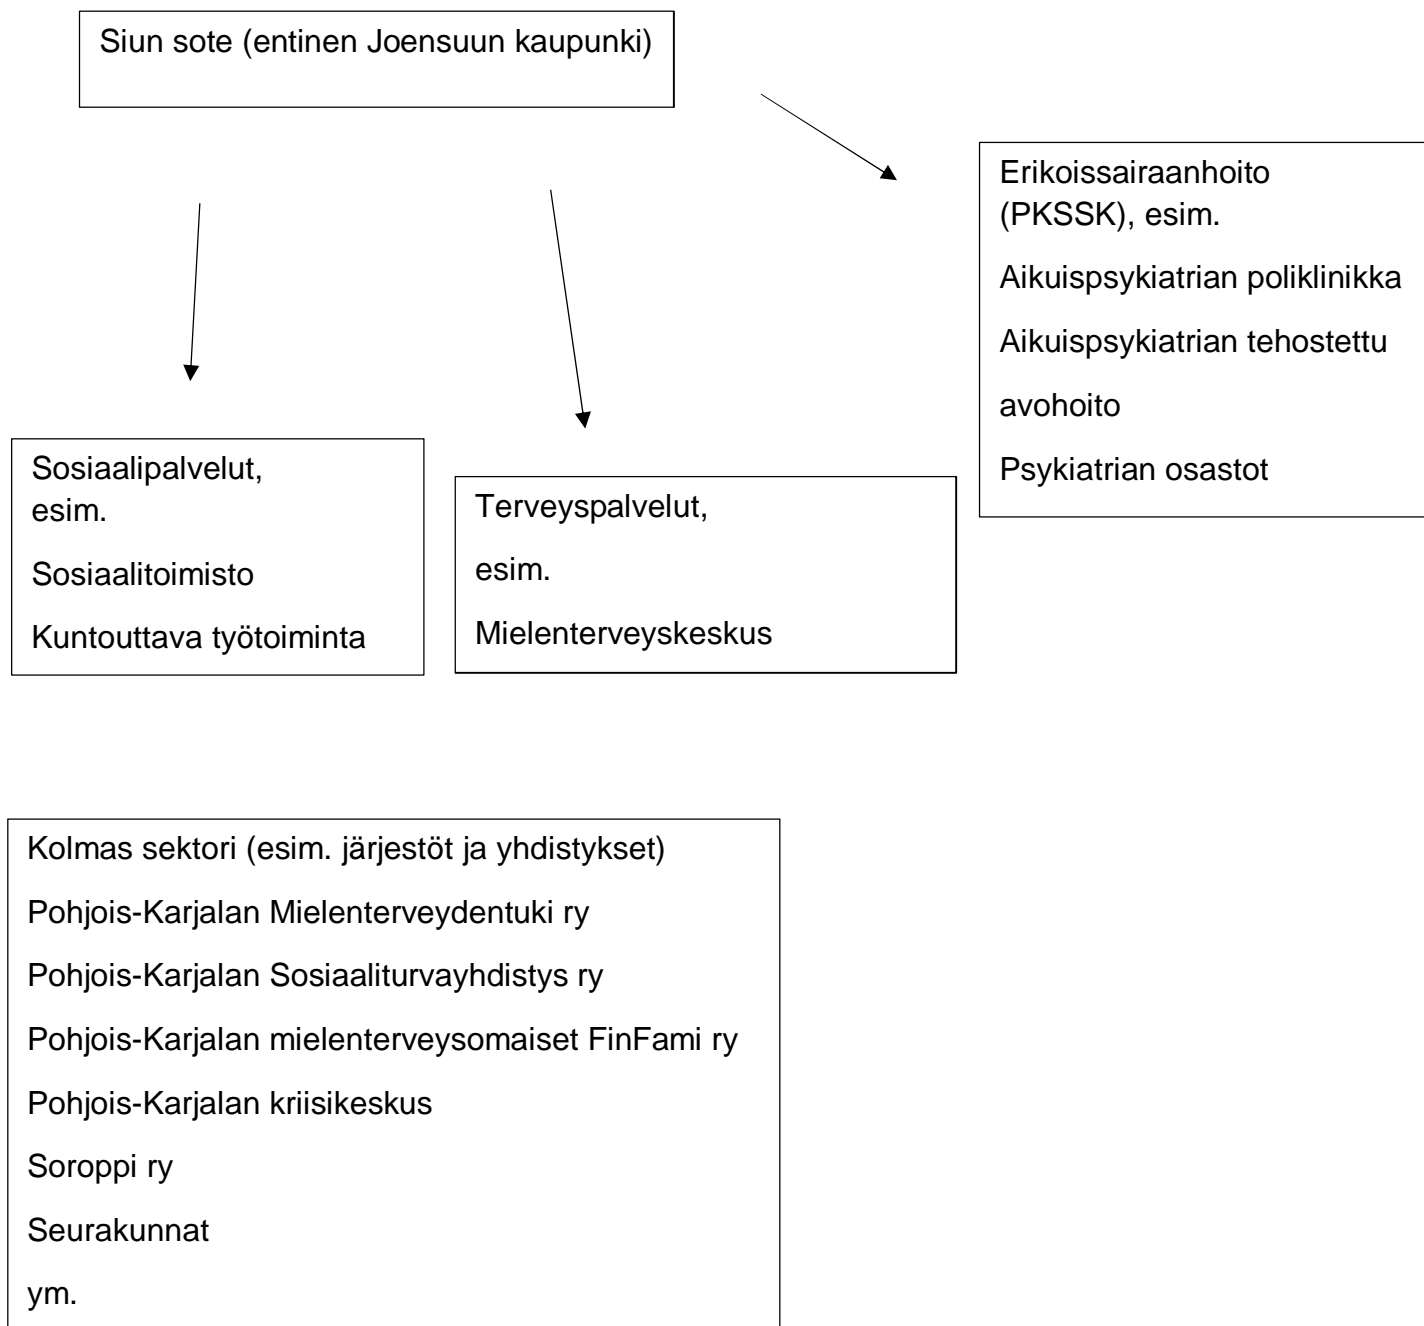 Siun sote (entinen Joensuun kaupunki)
Erikoissairaanhoito
(PKSSK), esim.
Aikuispsykiatrian poliklinikka
Aikuispsykiatrian tehostettu
avohoito
Psykiatrian osastot
Sosiaalipalvelut,
esim.
Sosiaalitoimisto
Kuntouttava työtoiminta
Terveyspalvelut,
esim.
Mielenterveyskeskus
Kolmas sektori (esim. järjestöt ja yhdistykset)
Pohjois-Karjalan Mielenterveydentuki ry
Pohjois-Karjalan Sosiaaliturvayhdistys ry
Pohjois-Karjalan mielenterveysomaiset FinFami ry
Pohjois-Karjalan kriisikeskus
Soroppi ry
Seurakunnat
ym.